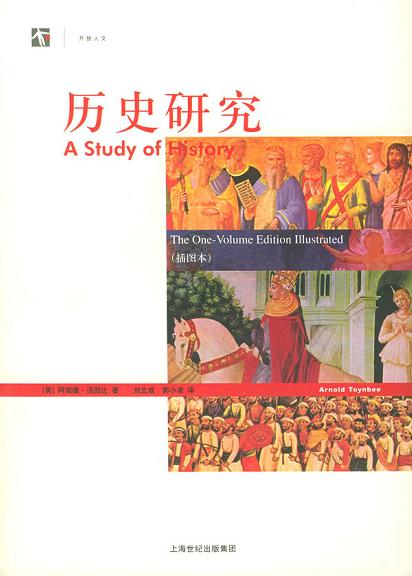 开放人文
历史研究
A Study of History
The One-Volume Edition Illustrated
(插图本)
[英] 阿诺德·汤因比 著 刘北成 郭小凌 译
Arnold Toynbee
上海世纪出版集团